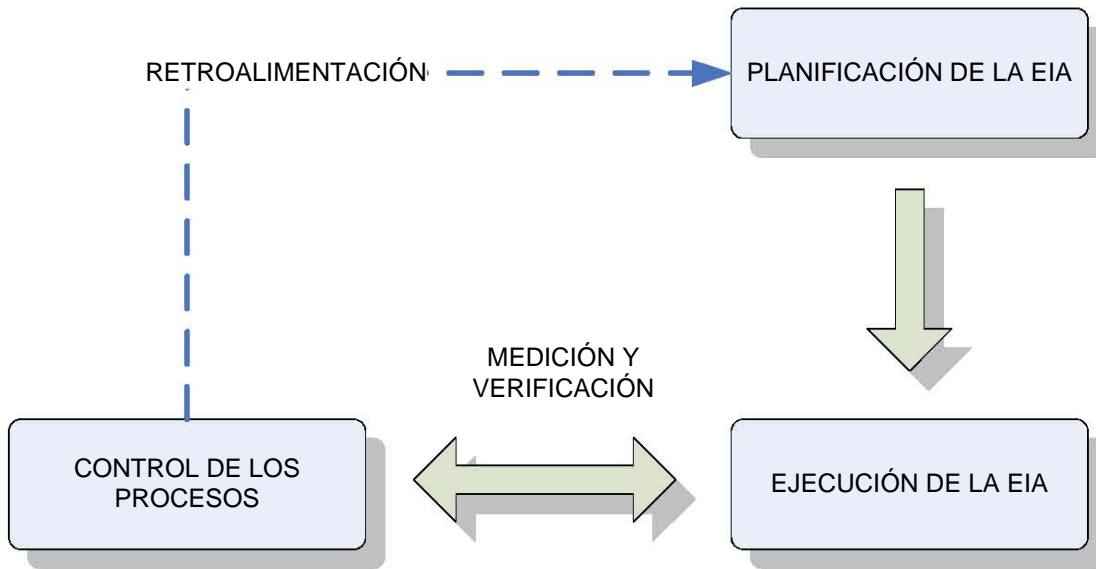 RETROALIMENTACIÓN
PLANIFICACIÓN DE LA EIA
MEDICIÓN Y
VERIFICACIÓN
CONTROL DE LOS
PROCESOS
EJECUCIÓN DE LA EIA